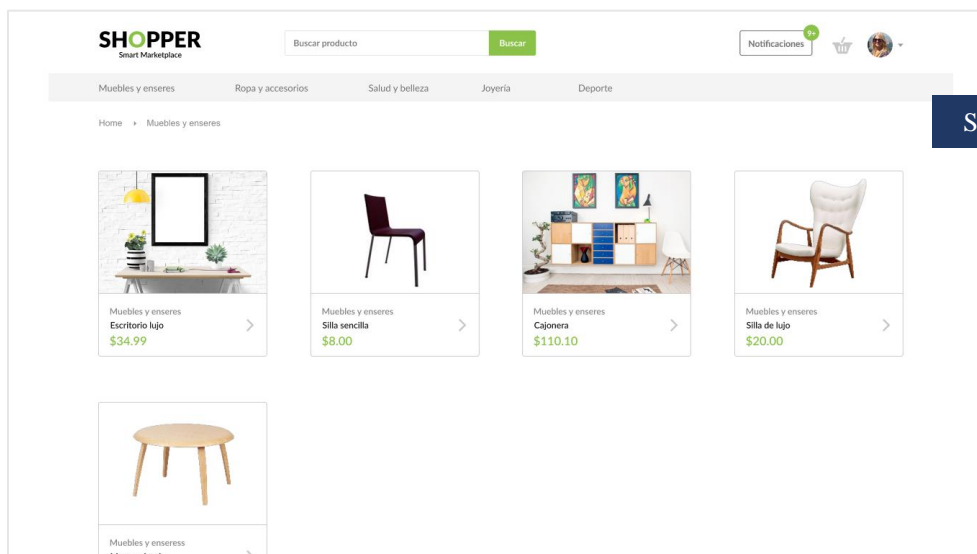 SHOPPER
Smart Marketplace
Buscar producto
Buscar
Notificaciones
9+
Muebles y enseres
Ropa y accesorios
Salud y belleza
Joyería
Deporte
Home
Muebles y enseres
S
Muebles y enseres
Escritorio lujo
$34.99
Muebles y enseres
Silla sencilla
$8.00
Muebles y enseres
Cajonera
$110.10
Muebles y enseres
Silla de lujo
$20.00
Muebles y enseress